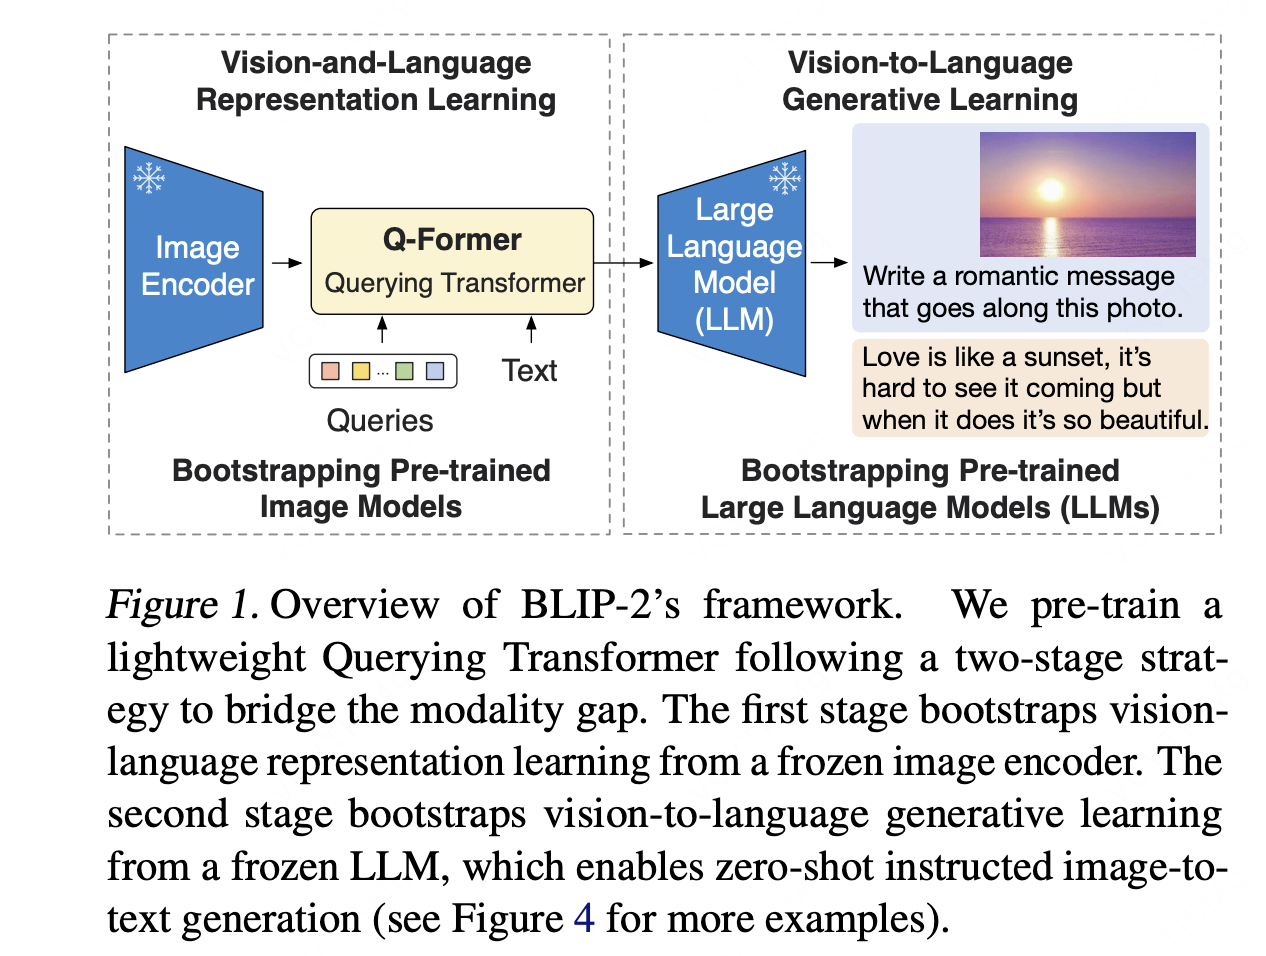 Vision-and-Language
Representation Learning
Image
Encoder
Q-Former
Querying Transformer
...
Queries
Text
Bootstrapping Pre-trained
Image Models
Vision-to-Language
Generative Learning
Large
Language
Model
(LLM)
Write a romantic message
that goes along this photo.
Love is like a sunset, it's
hard to see it coming but
when it does it's so beautiful.
Bootstrapping Pre-trained
Large Language Models (LLMs)
Figure 1. Overview of BLIP-2's framework. We pre-train a
lightweight Querying Transformer following a two-stage strat-
egy to bridge the modality gap. The first stage bootstraps vision-
language representation learning from a frozen image encoder. The
second stage bootstraps vision-to-language generative learning
from a frozen LLM, which enables zero-shot instructed image-to-
text generation (see Figure 4 for more examples).